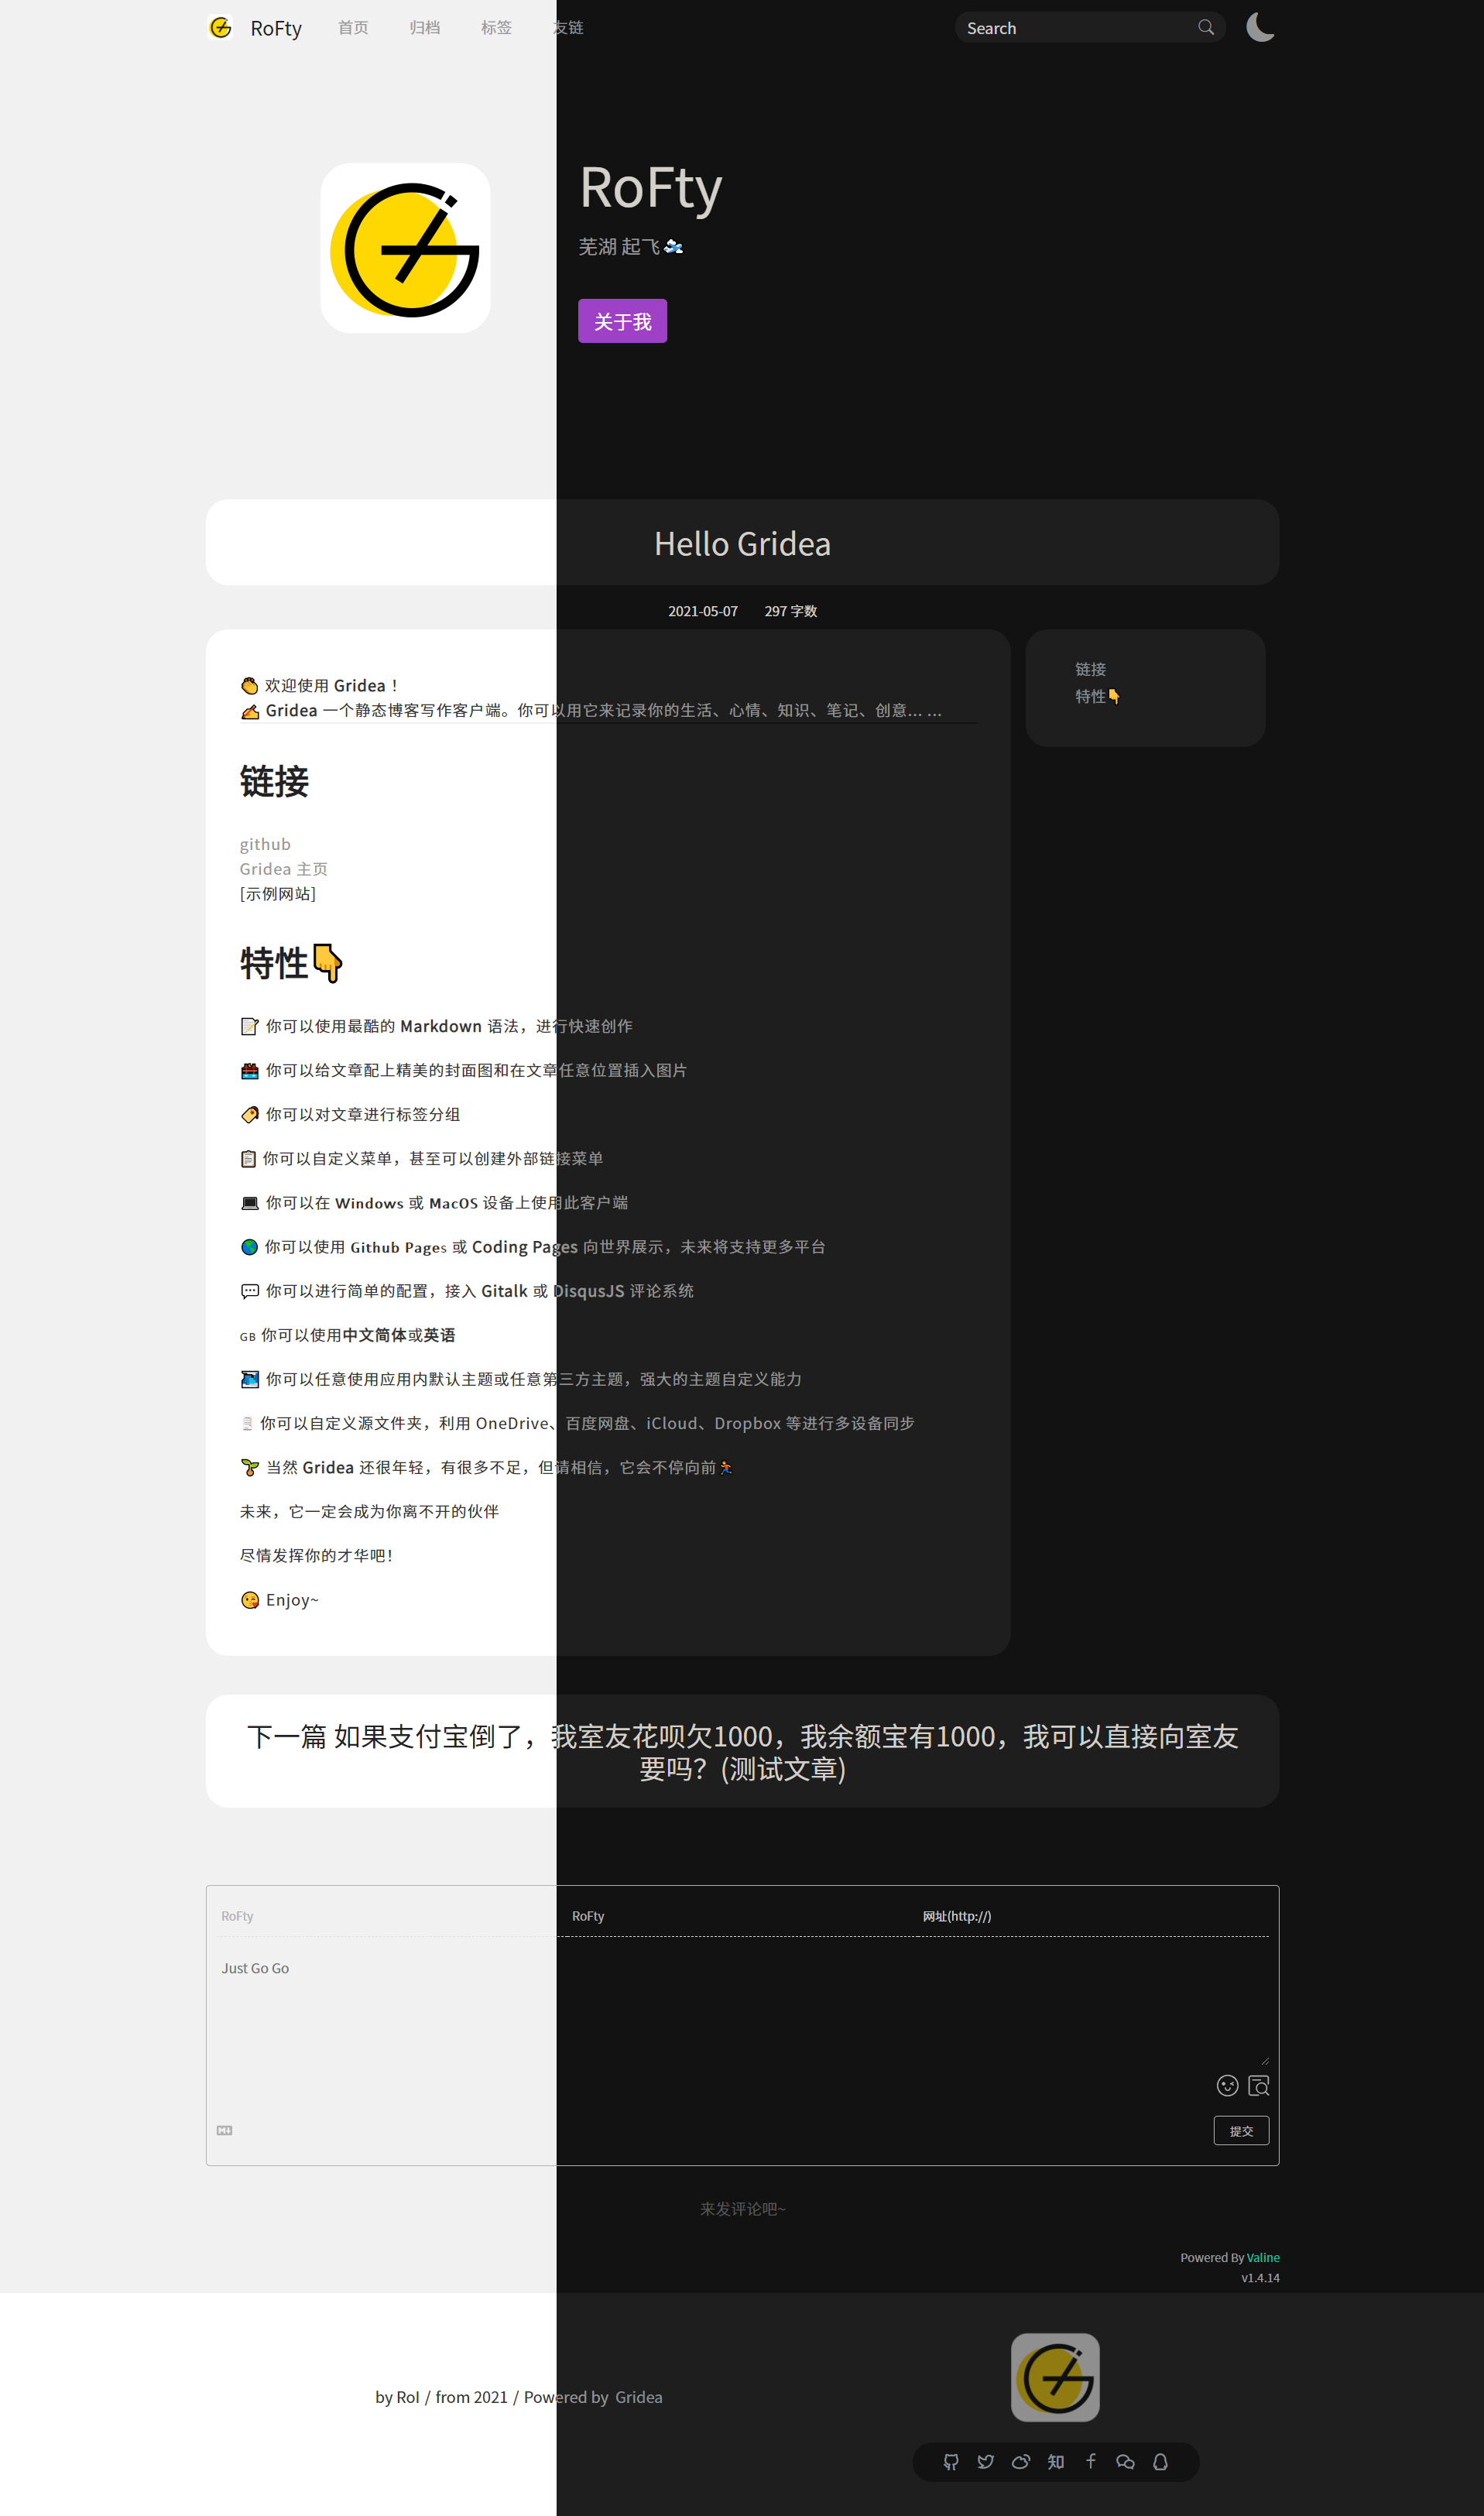 RoFty 首页 归档 标签 友链 Search
RoFty
芜湖 起飞
关于我
Hello Gridea
2021-05-07 297 字数
👏 欢迎使用 Gridea ！
✍️ Gridea 一个静态博客写作客户端。你可以用它来记录你的生活、心情、知识、笔记、创意... ...
链接
特性👇
链接
github
Gridea 主页
[示例网站]
特性👇
📝 你可以使用最酷的 Markdown 语法，进行快速创作
🌉 你可以给文章配上精美的封面图和在文章任意位置插入图片
🏷️ 你可以对文章进行标签分组
📋 你可以自定义菜单，甚至可以创建外部链接菜单
💻 你可以在 Windows 或 MacOS 设备上使用此客户端
🌎 你可以使用 Github Pages 或 Coding Pages 向世界展示，未来将支持更多平台
💬 你可以进行简单的配置，接入 Gitalk 或 DisqusJS 评论系统
GB 你可以使用中文简体或英语
🌁 你可以任意使用应用内默认主题或任意第三方主题，强大的主题自定义能力
你可以自定义源文件夹，利用 OneDrive、百度网盘、iCloud、Dropbox 等进行多设备同步
🌱 当然 Gridea 还很年轻，有很多不足，但请相信，它会不停向前🏃
未来，它一定会成为你离不开的伙伴
尽情发挥你的才华吧！
😘 Enjoy~
下一篇 如果支付宝倒了，我室友花呗欠1000，我余额宝有1000，我可以直接向室友
要吗？(测试文章)
RoFty RoFty 网址(http://)
Just Go Go
提交
来发评论吧~
Powered By Valine
v1.4.14
by RoI / from 2021 / Powered by Gridea
知